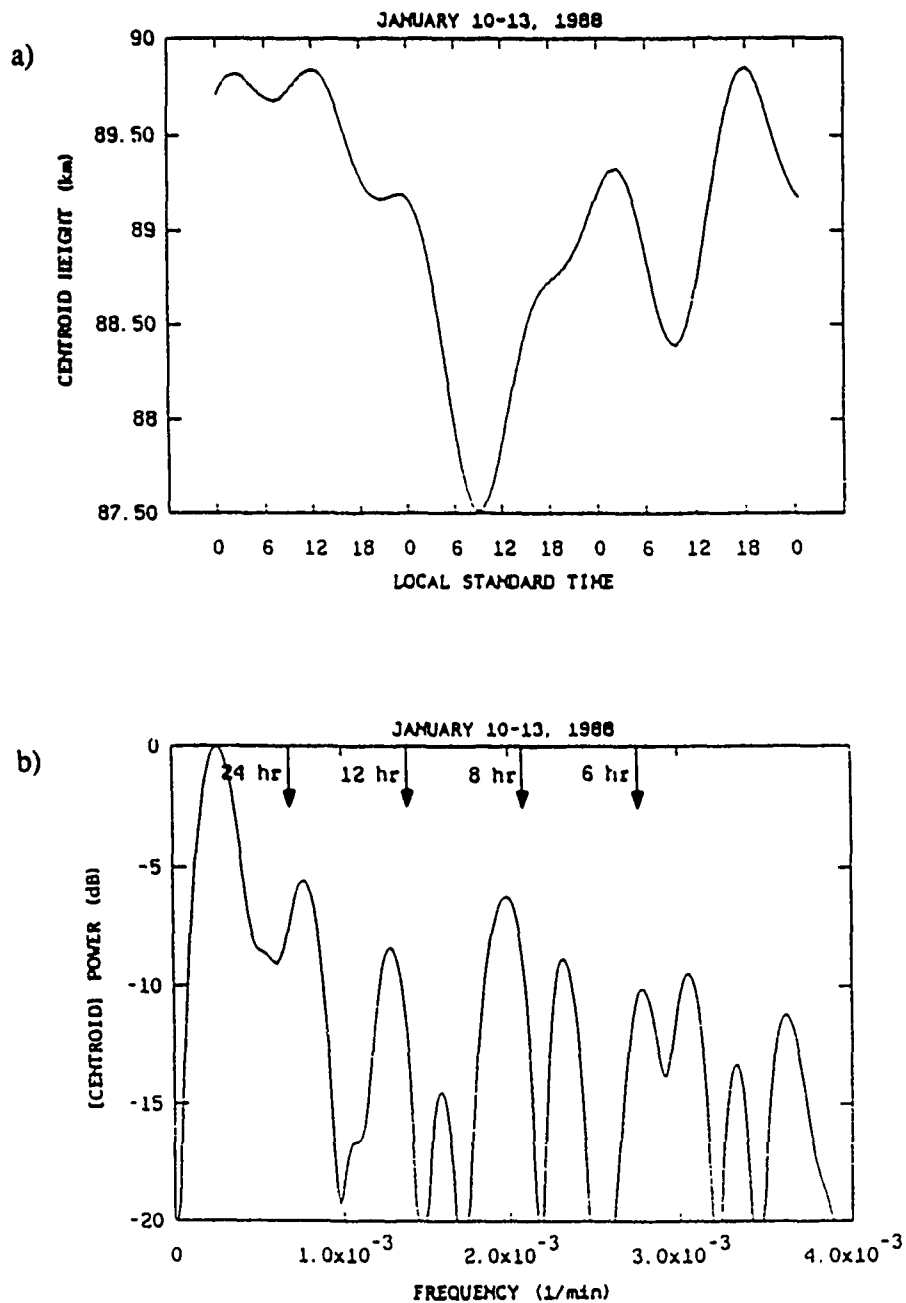 a)
JANUARY 10-13, 1988
90
89.50
89
88.50
88
87.50
CENTROID HEIGHT (km)
0 6 12 18 0 6 12 18 0 6 12 18 0
LOCAL STANDARD TIME
b)
JANUARY 10-13, 1988
24 hr 12 hr 8 hr 6 hr
0
-5
-10
-15
-20
[CENTROID] POWER (dB)
0 1.0x10⁻³ 2.0x10⁻³ 3.0x10⁻³ 4.0x10⁻³
FREQUENCY (1/min)